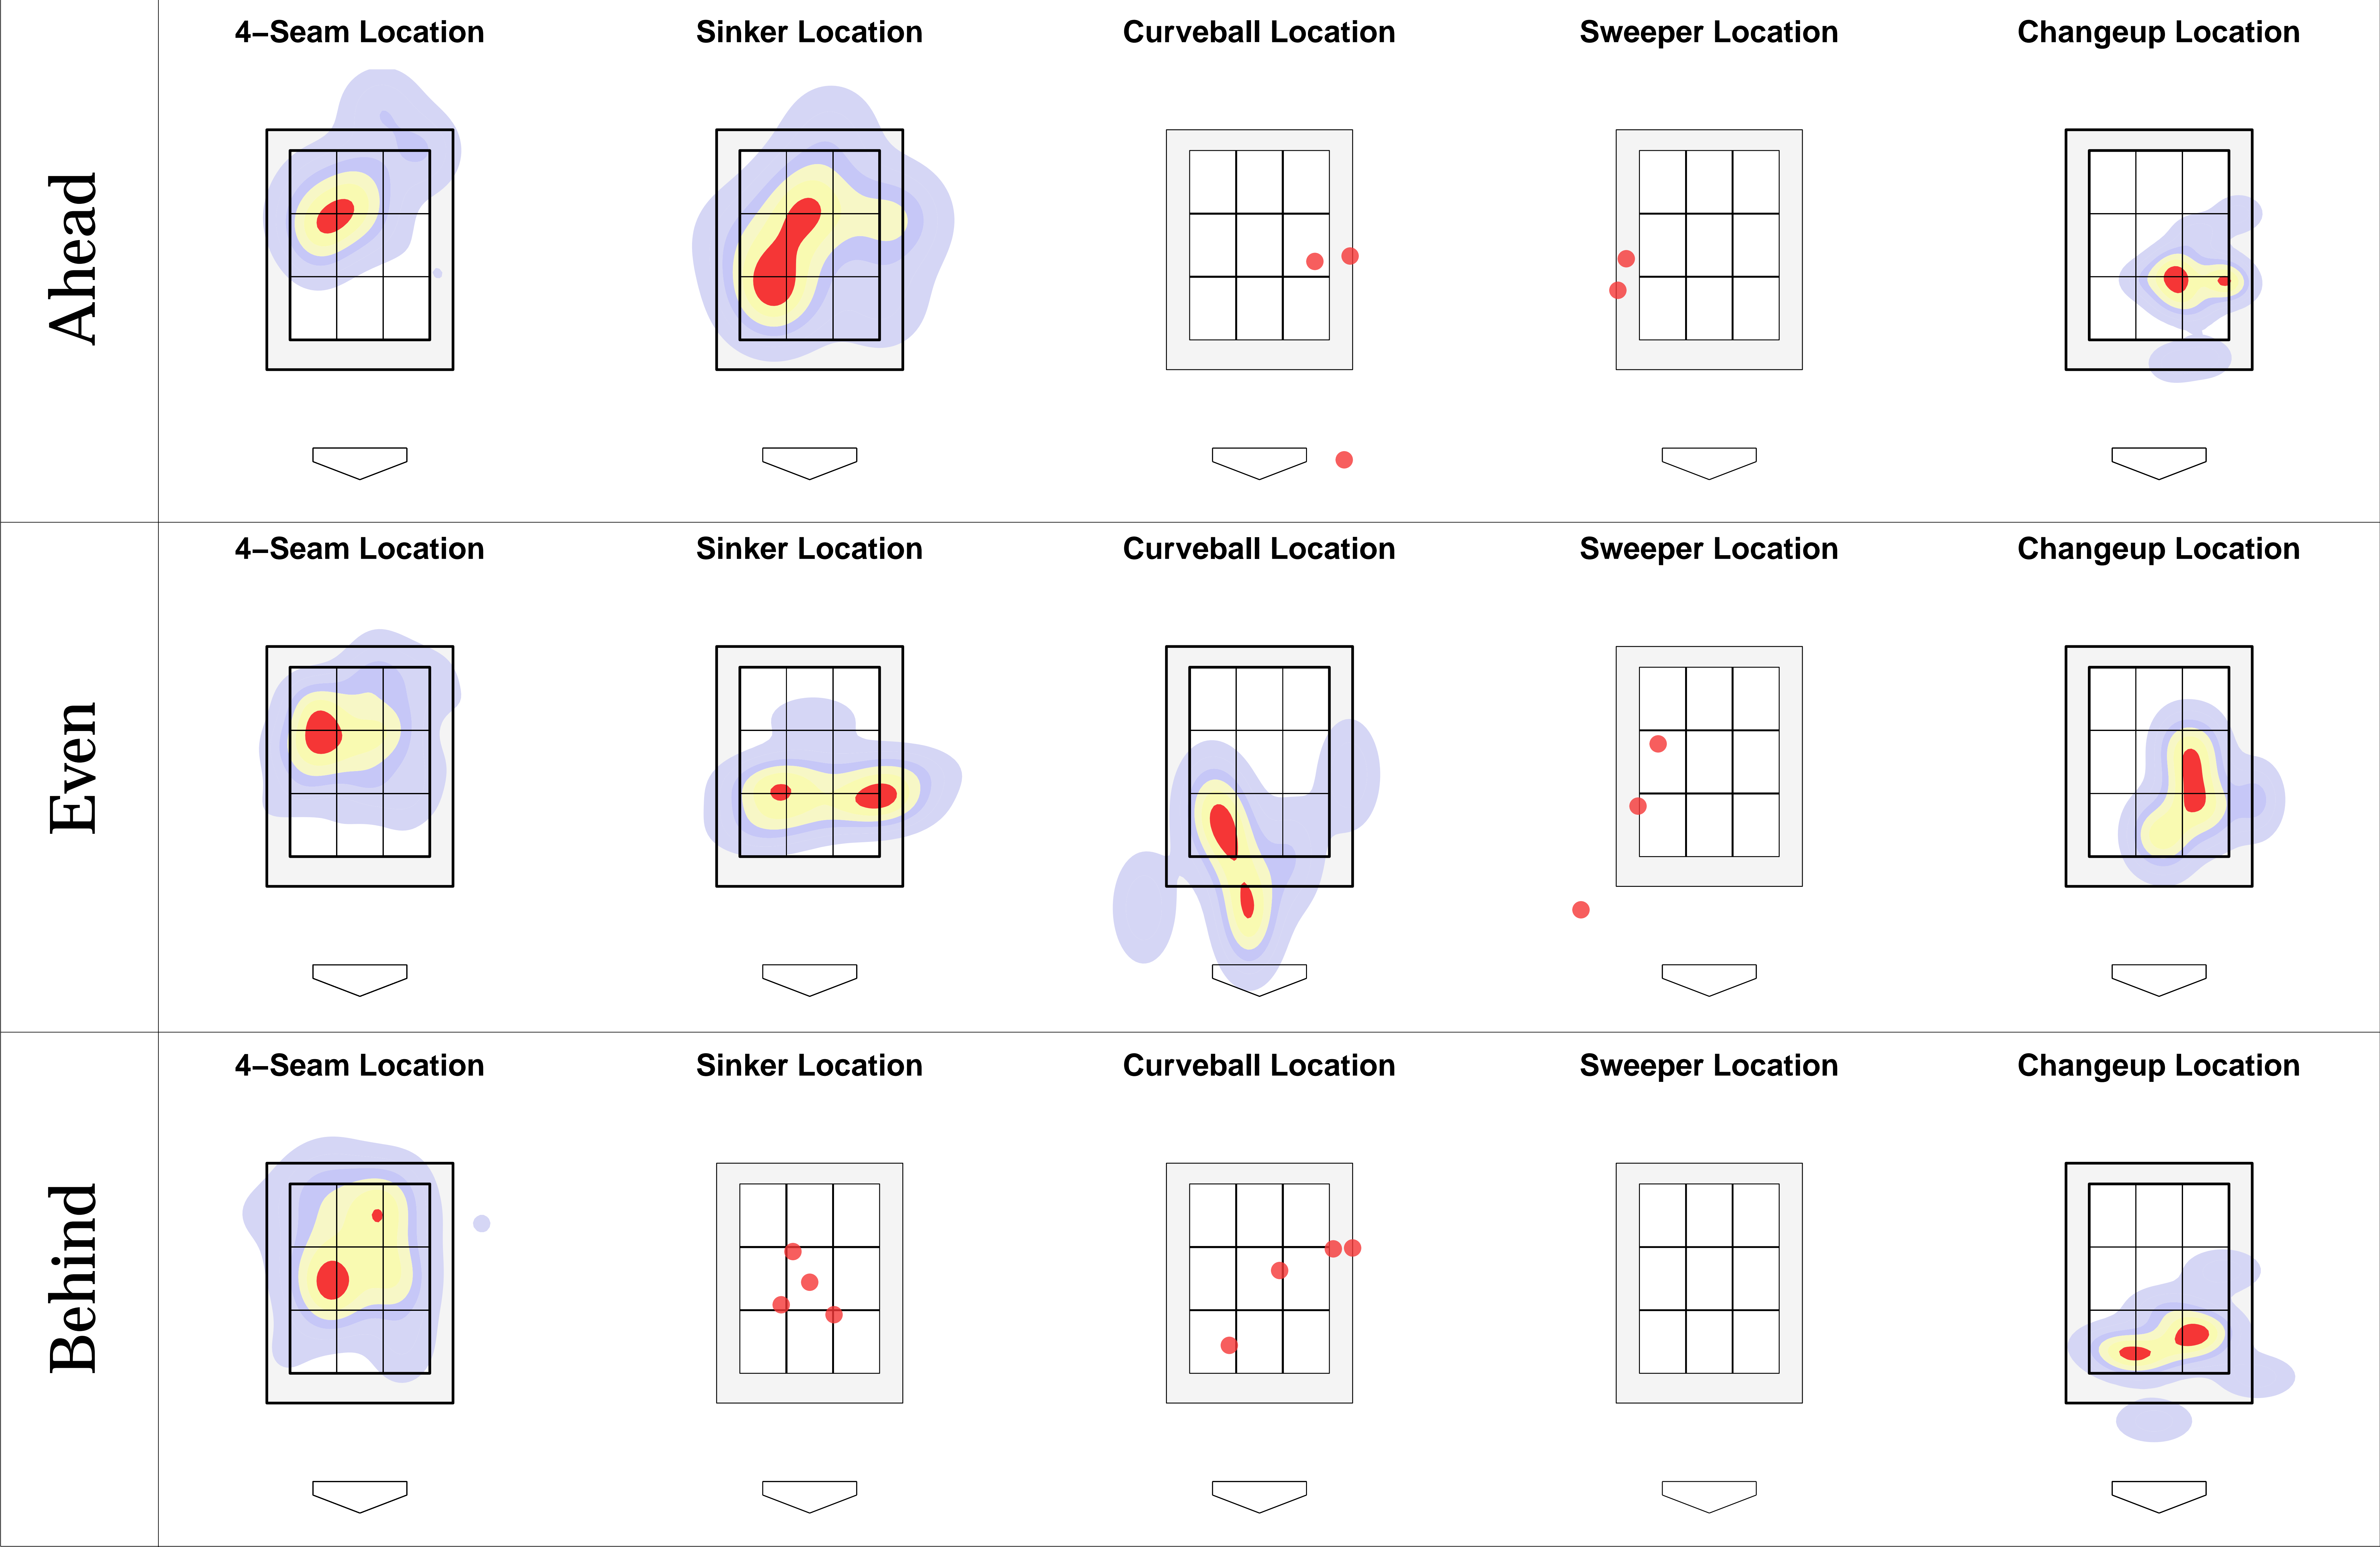 4–Seam Location
Sinker Location
Curveball Location
Sweeper Location
Changeup Location
Ahead
4–Seam Location
Sinker Location
Curveball Location
Sweeper Location
Changeup Location
Even
4–Seam Location
Sinker Location
Curveball Location
Sweeper Location
Changeup Location
Behind